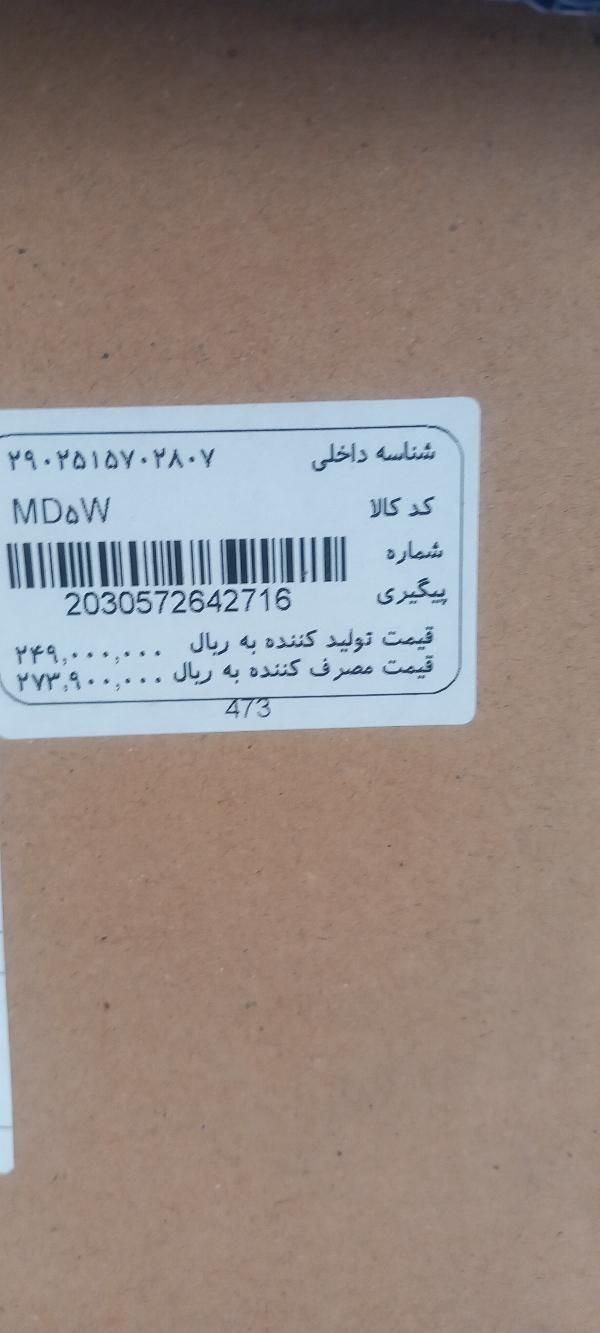 شناسه داخلی ۲۹۰۲۵۱۵۷۰۲۸۰۷
کد کالا MD۵W
شماره
پیگیری
2030572642716
قیمت تولید کننده به ریال ۲۴۹,۰۰۰,۰۰۰
قیمت مصرف کننده به ریال ۲۷۳,۹۰۰,۰۰۰
473